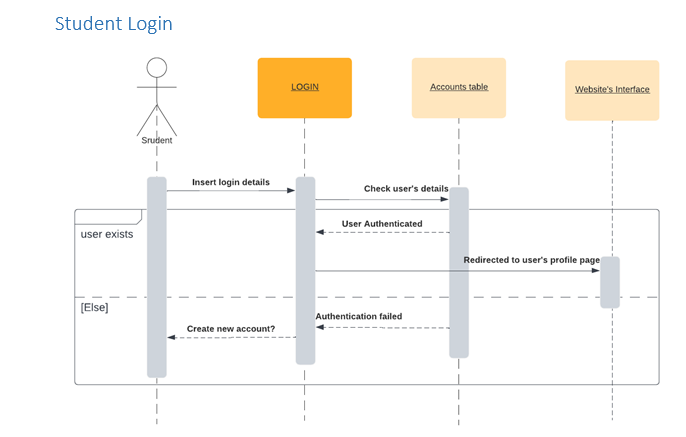 Student Login
LOGIN
Accounts table
Website's Interface
Srudent
Insert login details
Check user's details
User Authenticated
user exists
Redirected to user's profile page
[Else]
Authentication failed
Create new account?